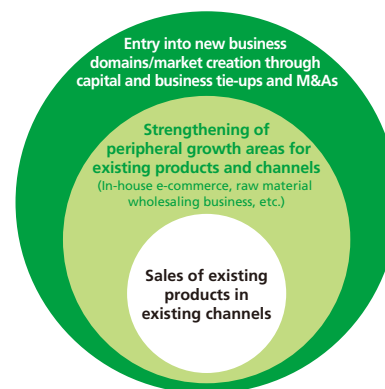 Entry into new business
domains/market creation through
capital and business tie-ups and M&As
Strengthening of
peripheral growth areas for
existing products and channels
(In-house e-commerce, raw material
wholesaling business, etc.)
Sales of existing
products in
existing channels